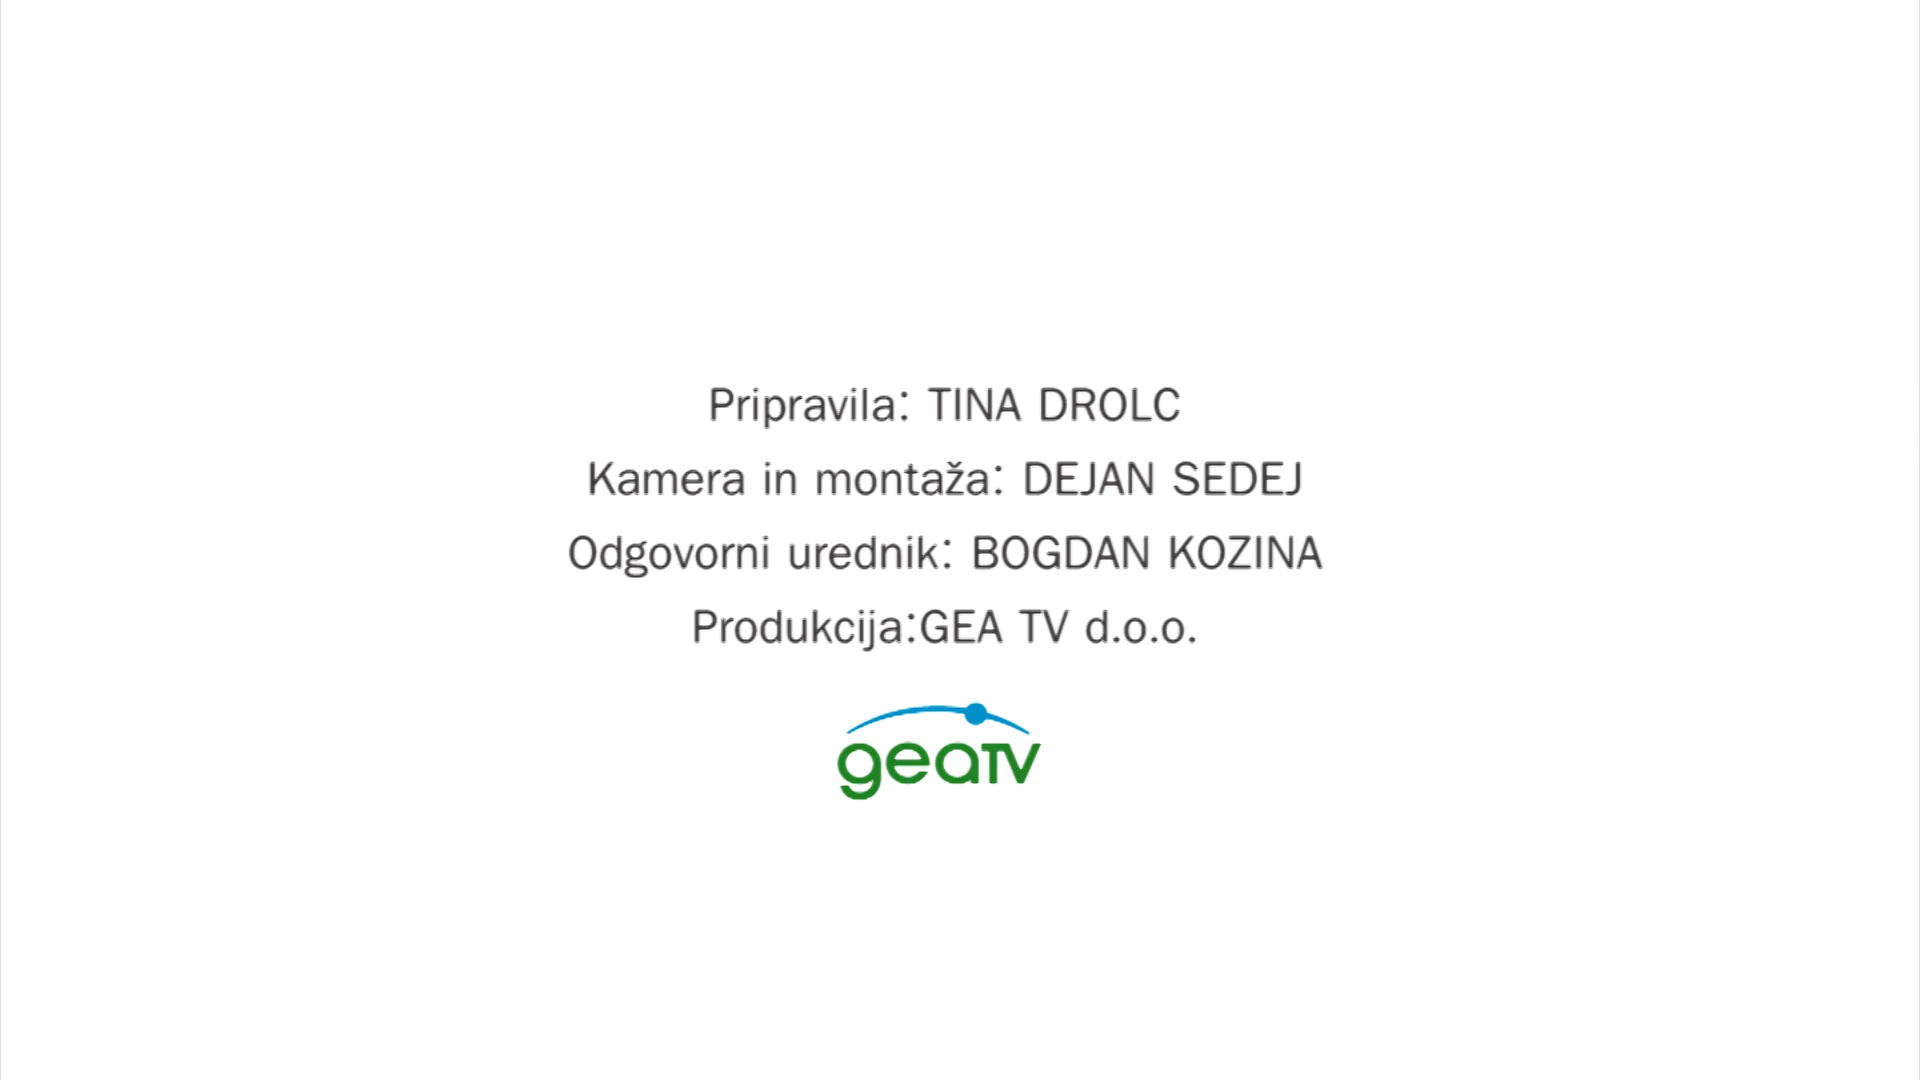 Pripravila: TINA DROLC
Kamera in montaža: DEJAN SEDEJ
Odgovorni urednik: BOGDAN KOZINA
Produkcija:GEA TV d.o.o.
geaTV